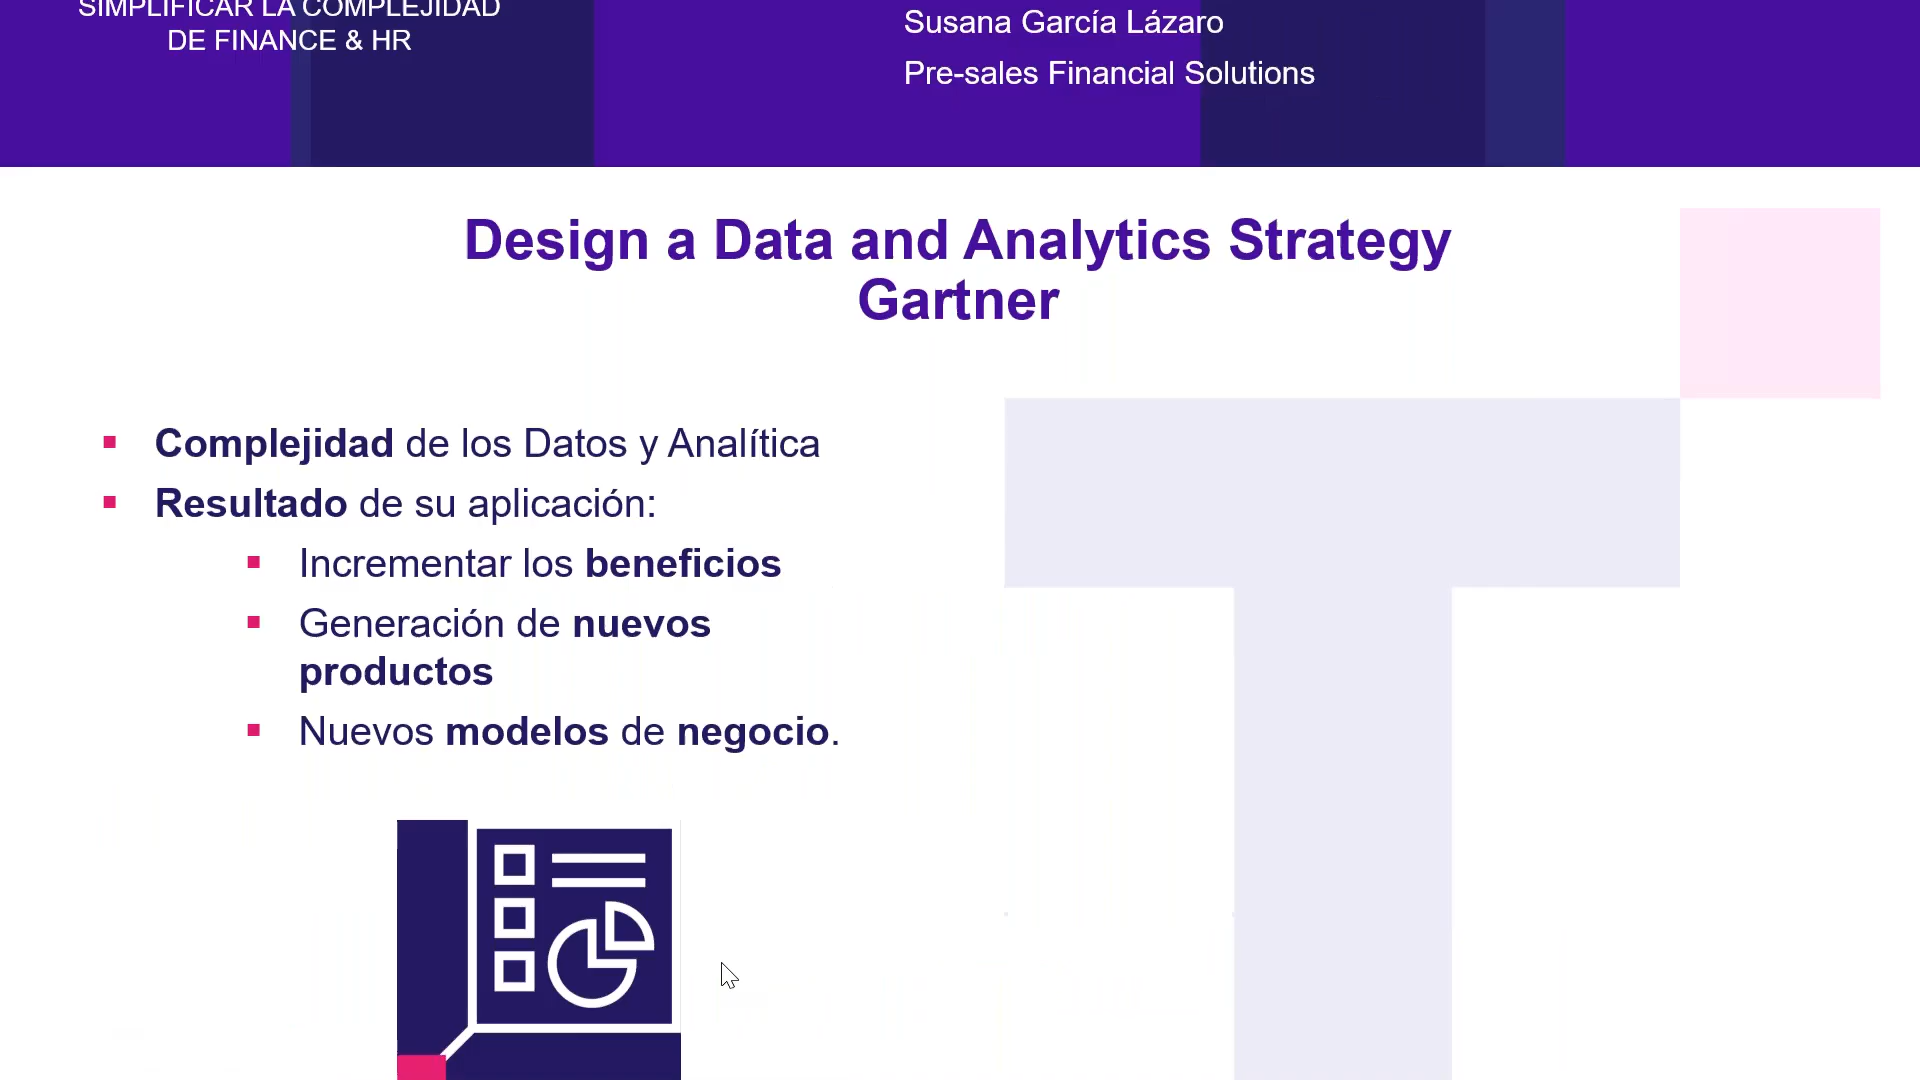 SIMPLIFICAR LA COMPLEJIDAD
DE FINANCE & HR
Susana García Lázaro
Pre-sales Financial Solutions
Design a Data and Analytics Strategy
Gartner
Complejidad de los Datos y Analítica
Resultado de su aplicación:
Incrementar los beneficios
Generación de nuevos
productos
Nuevos modelos de negocio.